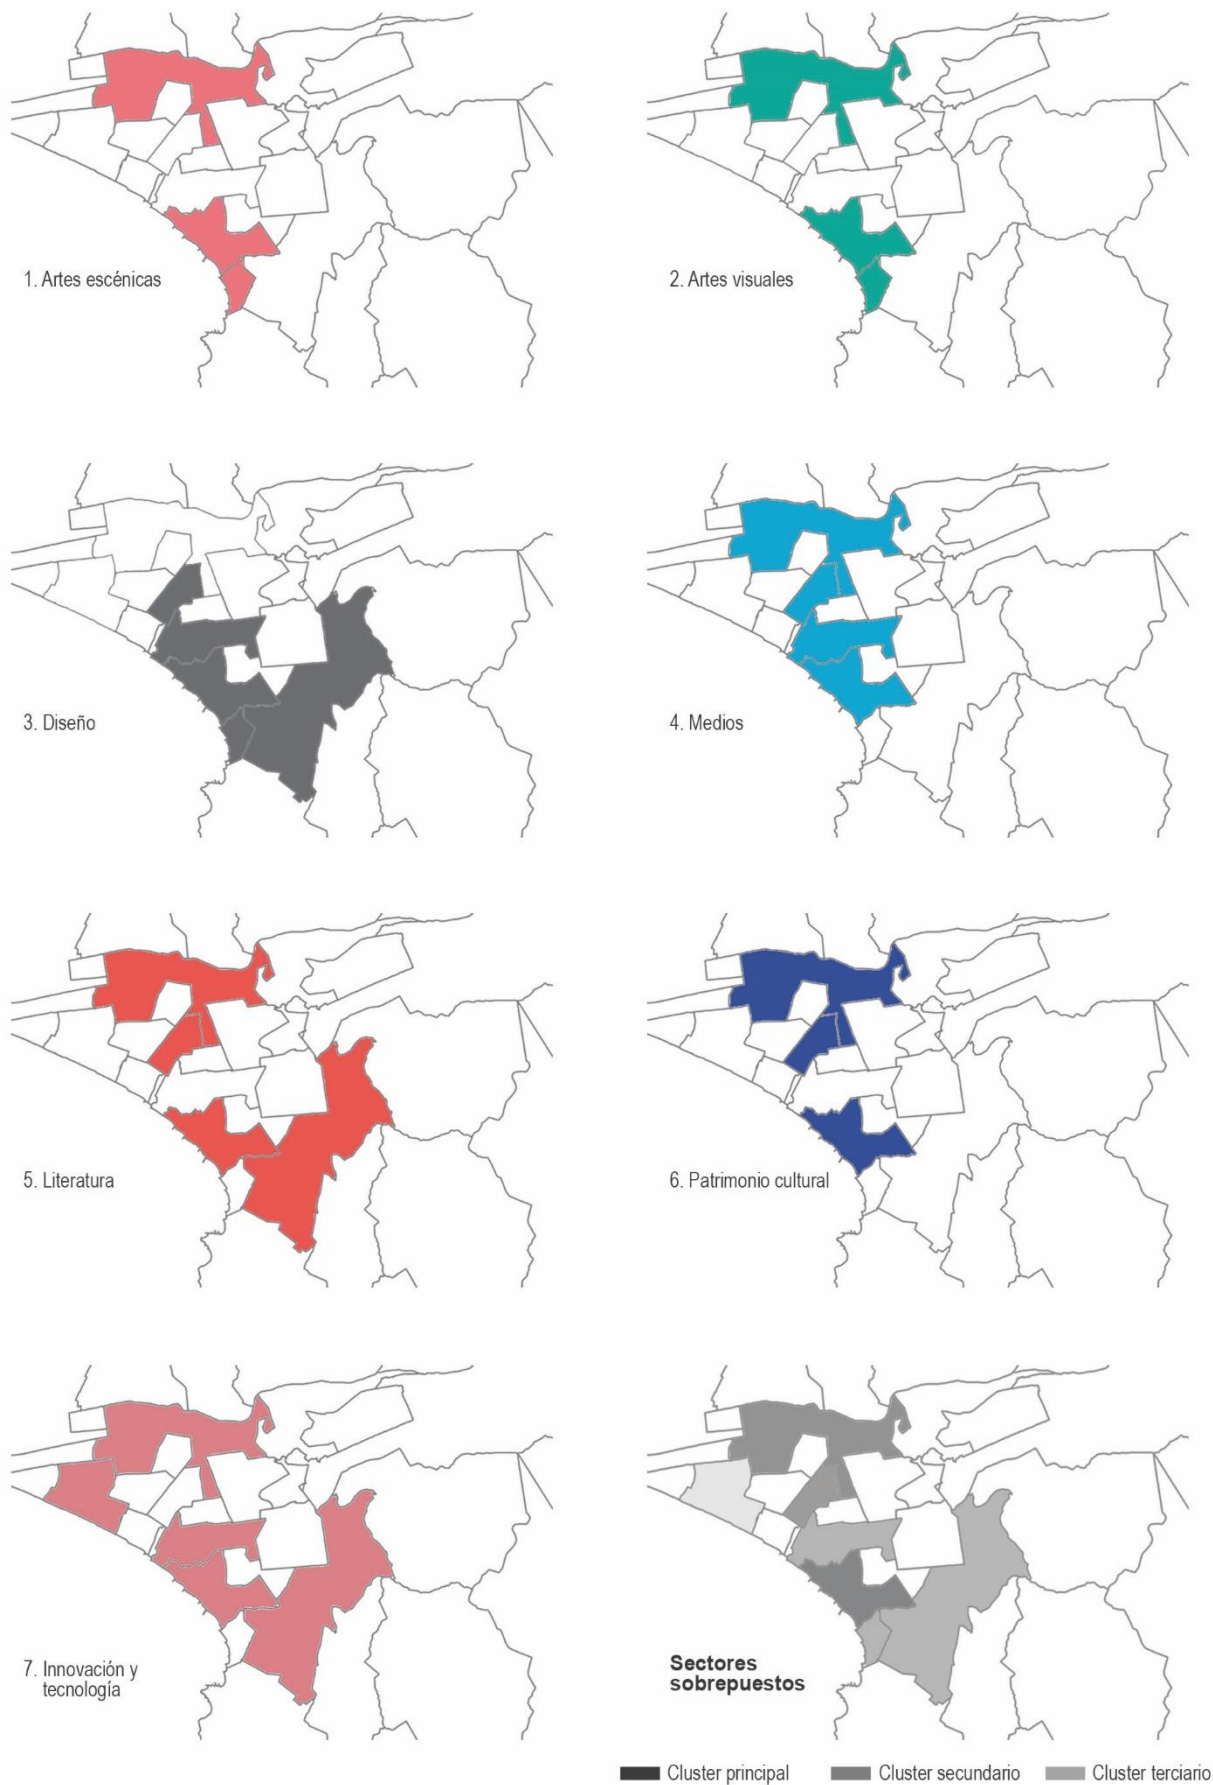 1. Artes escénicas
2. Artes visuales
3. Diseño
4. Medios
5. Literatura
6. Patrimonio cultural
7. Innovación y
tecnología
Sectores
sobrepuestos
Cluster principal
Cluster secundario
Cluster terciario